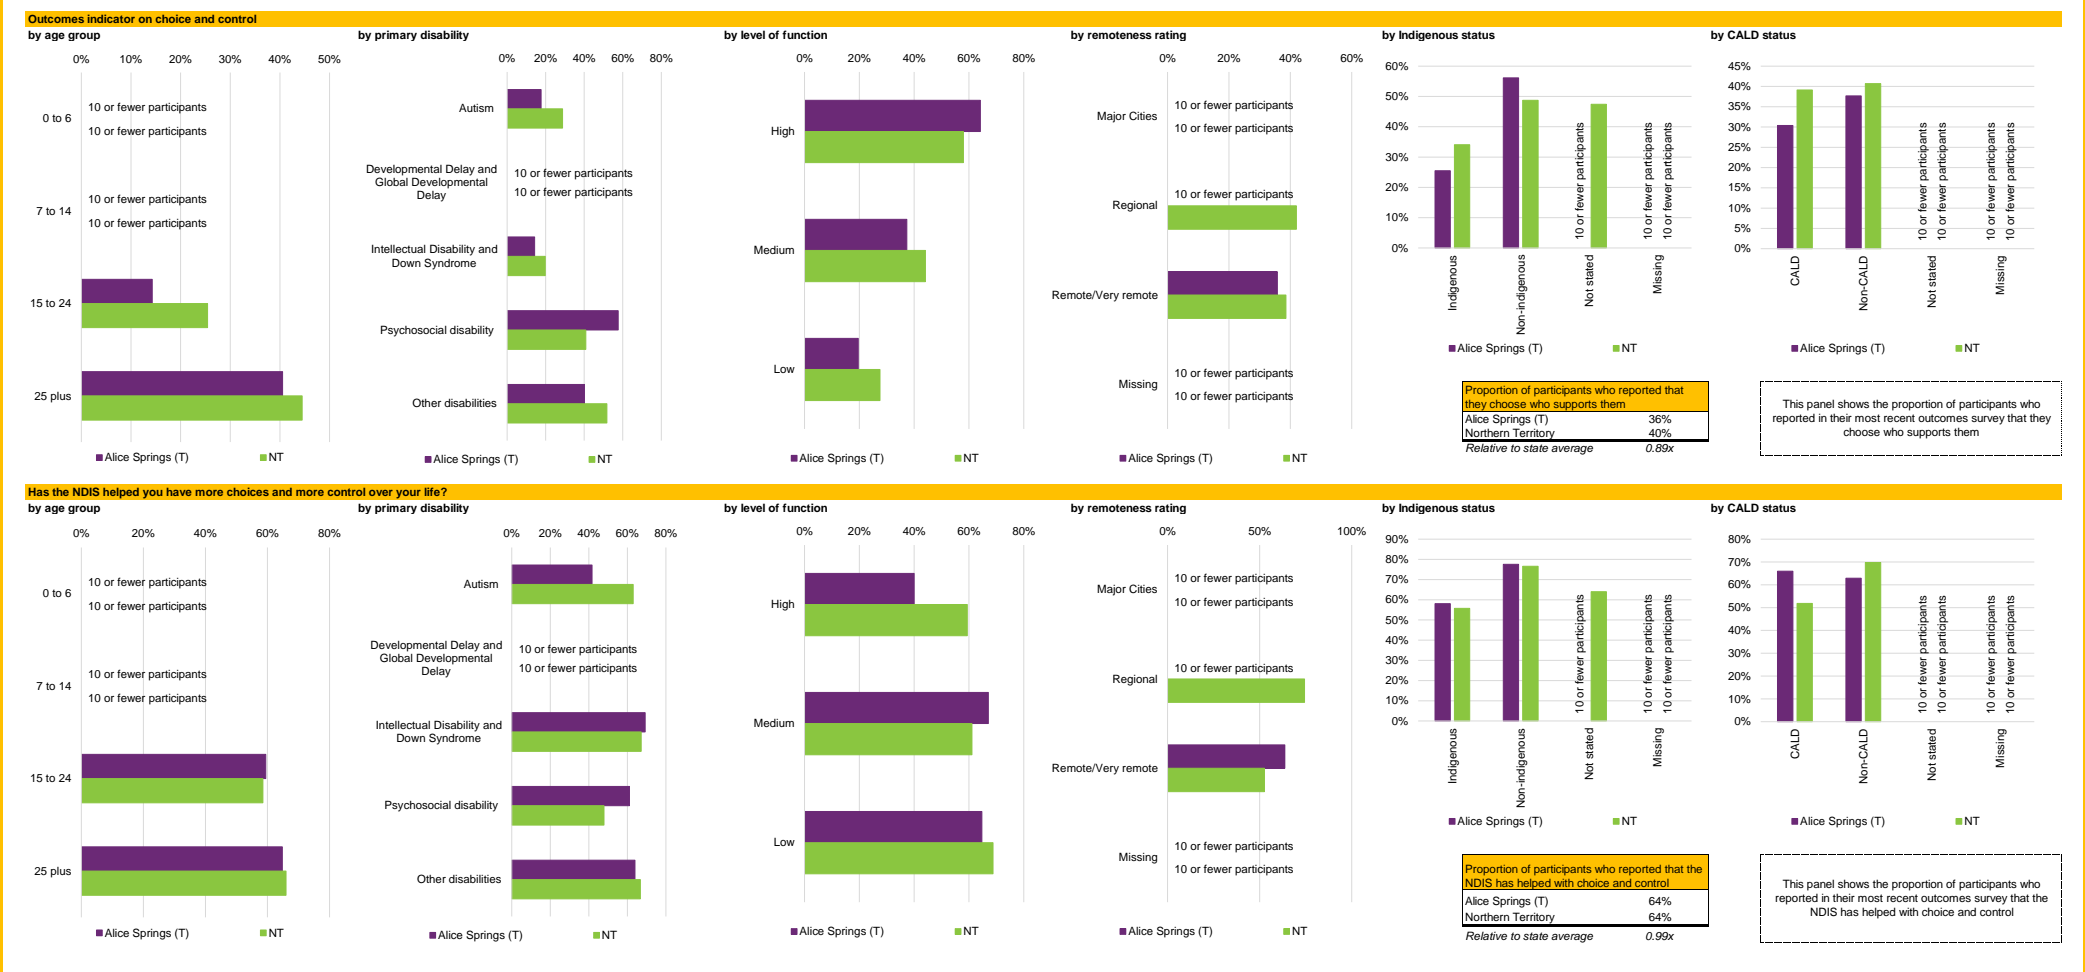 Outcomes indicator on choice and control
by age group
0% 10% 20% 30% 40% 50%
0 to 6
10 or fewer participants
10 or fewer participants
7 to 14
10 or fewer participants
10 or fewer participants
15 to 24
25 plus
Alice Springs (T) NT
by primary disability
0% 20% 40% 60% 80%
Autism
Developmental Delay and
Global Developmental
Delay
10 or fewer participants
10 or fewer participants
Intellectual Disability and
Down Syndrome
Psychosocial disability
Other disabilities
Alice Springs (T) NT
by level of function
0% 20% 40% 60% 80%
High
Medium
Low
Alice Springs (T) NT
by remoteness rating
0% 20% 40% 60%
Major Cities
10 or fewer participants
10 or fewer participants
Regional
10 or fewer participants
Remote/Very remote
Missing
10 or fewer participants
10 or fewer participants
Alice Springs (T) NT
by Indigenous status
60%
50%
40%
30%
20%
10%
0%
10 or fewer participants
10 or fewer participants
10 or fewer participants
Indigenous
Non-indigenous
Not stated
Missing
Alice Springs (T) NT
Proportion of participants who reported that
they choose who supports them
Alice Springs (T) 36%
Northern Territory 40%
Relative to state average 0.89x
by CALD status
45%
40%
35%
30%
25%
20%
15%
10%
5%
0%
10 or fewer participants
10 or fewer participants
10 or fewer participants
10 or fewer participants
CALD
Non-CALD
Not stated
Missing
Alice Springs (T) NT
This panel shows the proportion of participants who
reported in their most recent outcomes survey that they
choose who supports them
Has the NDIS helped you have more choices and more control over your life?
by age group
0% 20% 40% 60% 80%
0 to 6
10 or fewer participants
10 or fewer participants
7 to 14
10 or fewer participants
10 or fewer participants
15 to 24
25 plus
Alice Springs (T) NT
by primary disability
0% 20% 40% 60% 80%
Autism
Developmental Delay and
Global Developmental
Delay
10 or fewer participants
10 or fewer participants
Intellectual Disability and
Down Syndrome
Psychosocial disability
Other disabilities
Alice Springs (T) NT
by level of function
0% 20% 40% 60% 80%
High
Medium
Low
Alice Springs (T) NT
by remoteness rating
0% 50% 100%
Major Cities
10 or fewer participants
10 or fewer participants
Regional
10 or fewer participants
Remote/Very remote
Missing
10 or fewer participants
10 or fewer participants
Alice Springs (T) NT
by Indigenous status
90%
80%
70%
60%
50%
40%
30%
20%
10%
0%
10 or fewer participants
10 or fewer participants
10 or fewer participants
Indigenous
Non-indigenous
Not stated
Missing
Alice Springs (T) NT
Proportion of participants who reported that the
NDIS has helped with choice and control
Alice Springs (T) 64%
Northern Territory 64%
Relative to state average 0.99x
by CALD status
80%
70%
60%
50%
40%
30%
20%
10%
0%
10 or fewer participants
10 or fewer participants
10 or fewer participants
10 or fewer participants
CALD
Non-CALD
Not stated
Missing
Alice Springs (T) NT
This panel shows the proportion of participants who
reported in their most recent outcomes survey that the
NDIS has helped with choice and control